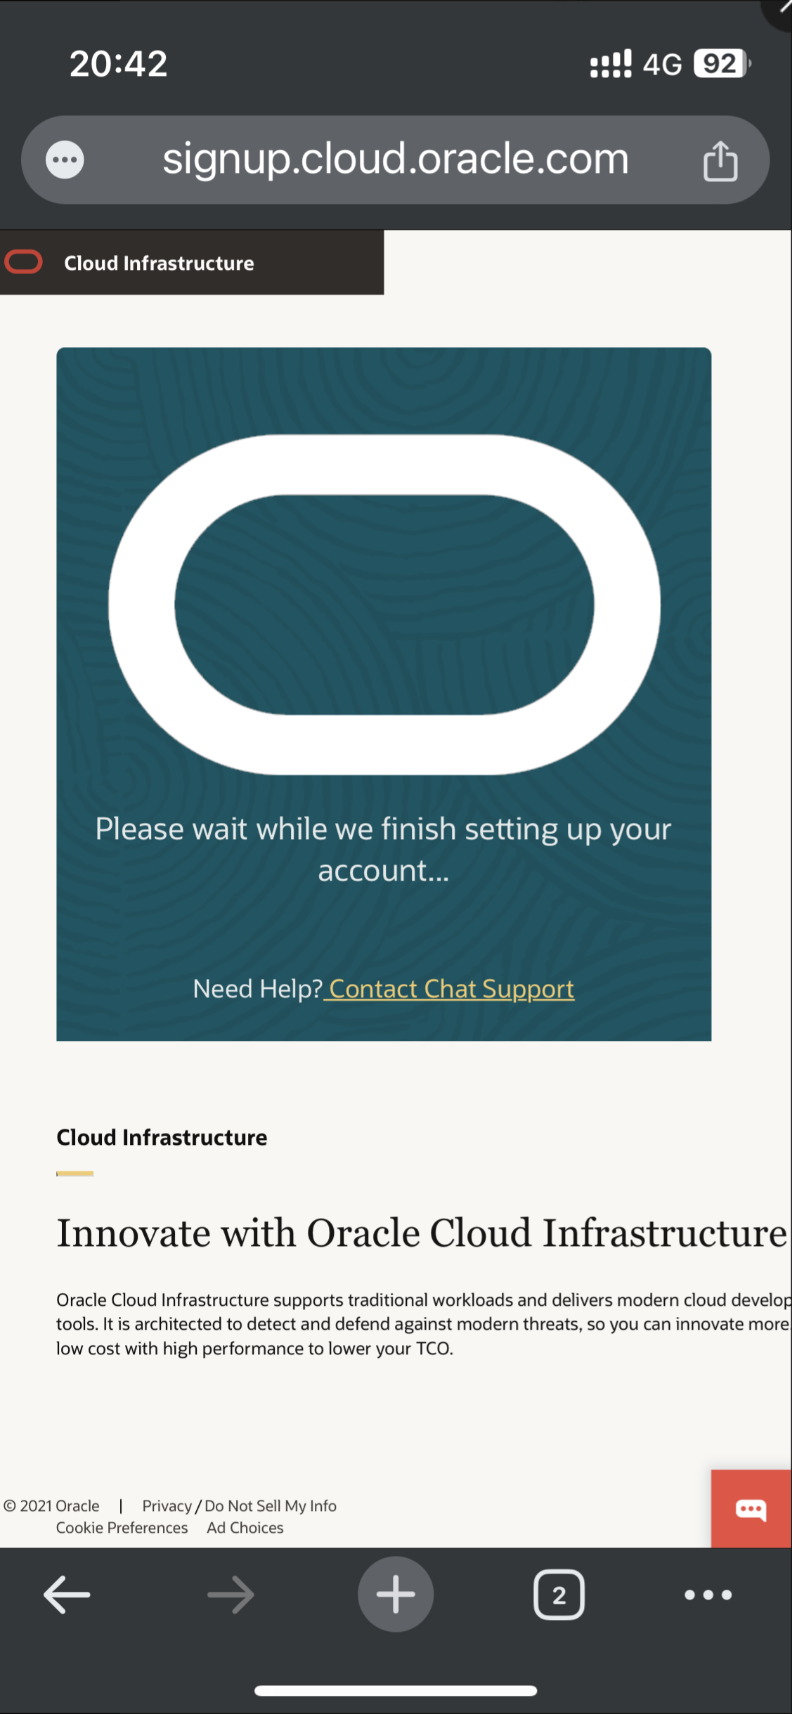 20:42
4G
92
signup.cloud.oracle.com
Cloud Infrastructure
Please wait while we finish setting up your
account...
Need Help? Contact Chat Support
Cloud Infrastructure
Innovate with Oracle Cloud Infrastructure
Oracle Cloud Infrastructure supports traditional workloads and delivers modern cloud develop
tools. It is architected to detect and defend against modern threats, so you can innovate more
low cost with high performance to lower your TCO.
© 2021 Oracle | Privacy / Do Not Sell My Info
Cookie Preferences Ad Choices
2